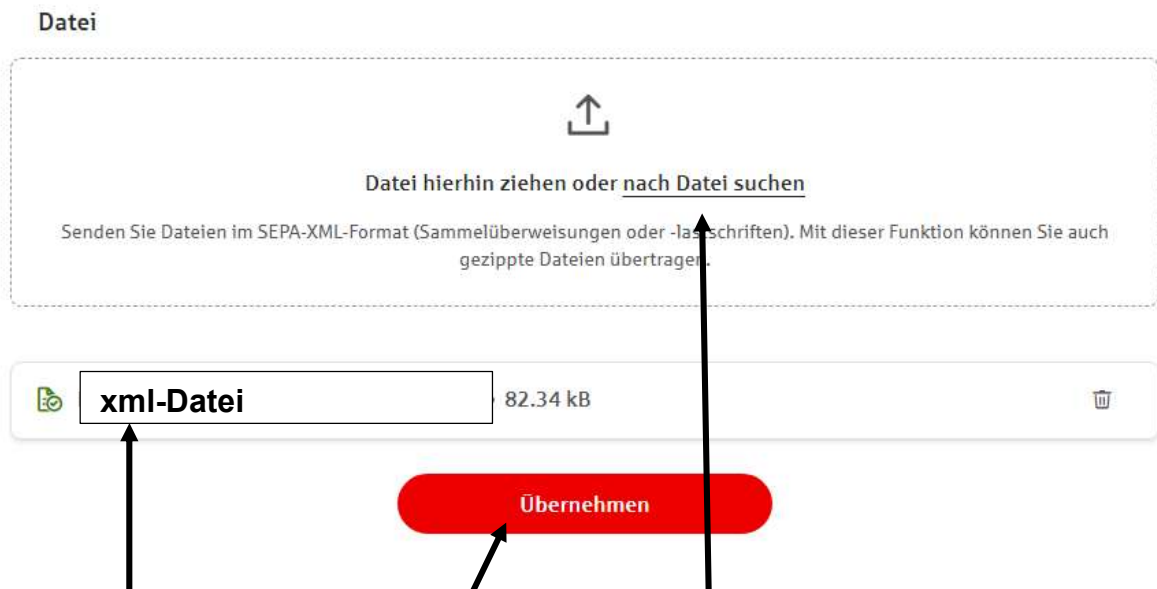 Datei
Datei hierhin ziehen oder nach Datei suchen
Senden Sie Dateien im SEPA-XML-Format (Sammelüberweisungen oder -lastschriften). Mit dieser Funktion können Sie auch
gezippte Dateien übertragen.
xml-Datei 82.34 kB
Übernehmen